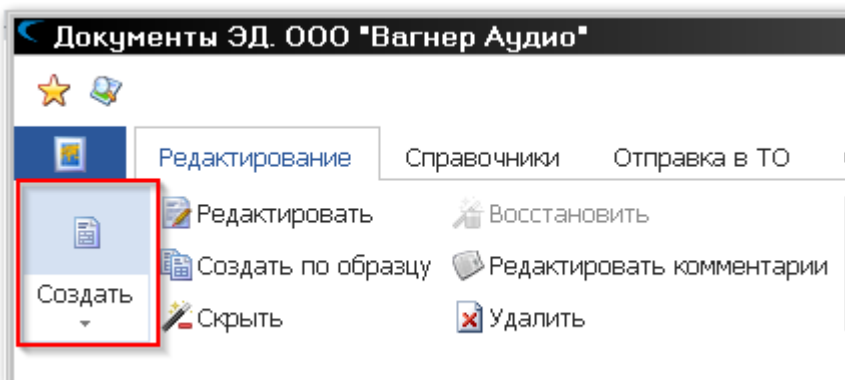 Документы ЭД. ООО "Вагнер Аудио"
Редактирование Справочники Отправка в ТО
Редактировать Восстановить
Создать по образцу Редактировать комментарии
Создать
Скрыть Удалить